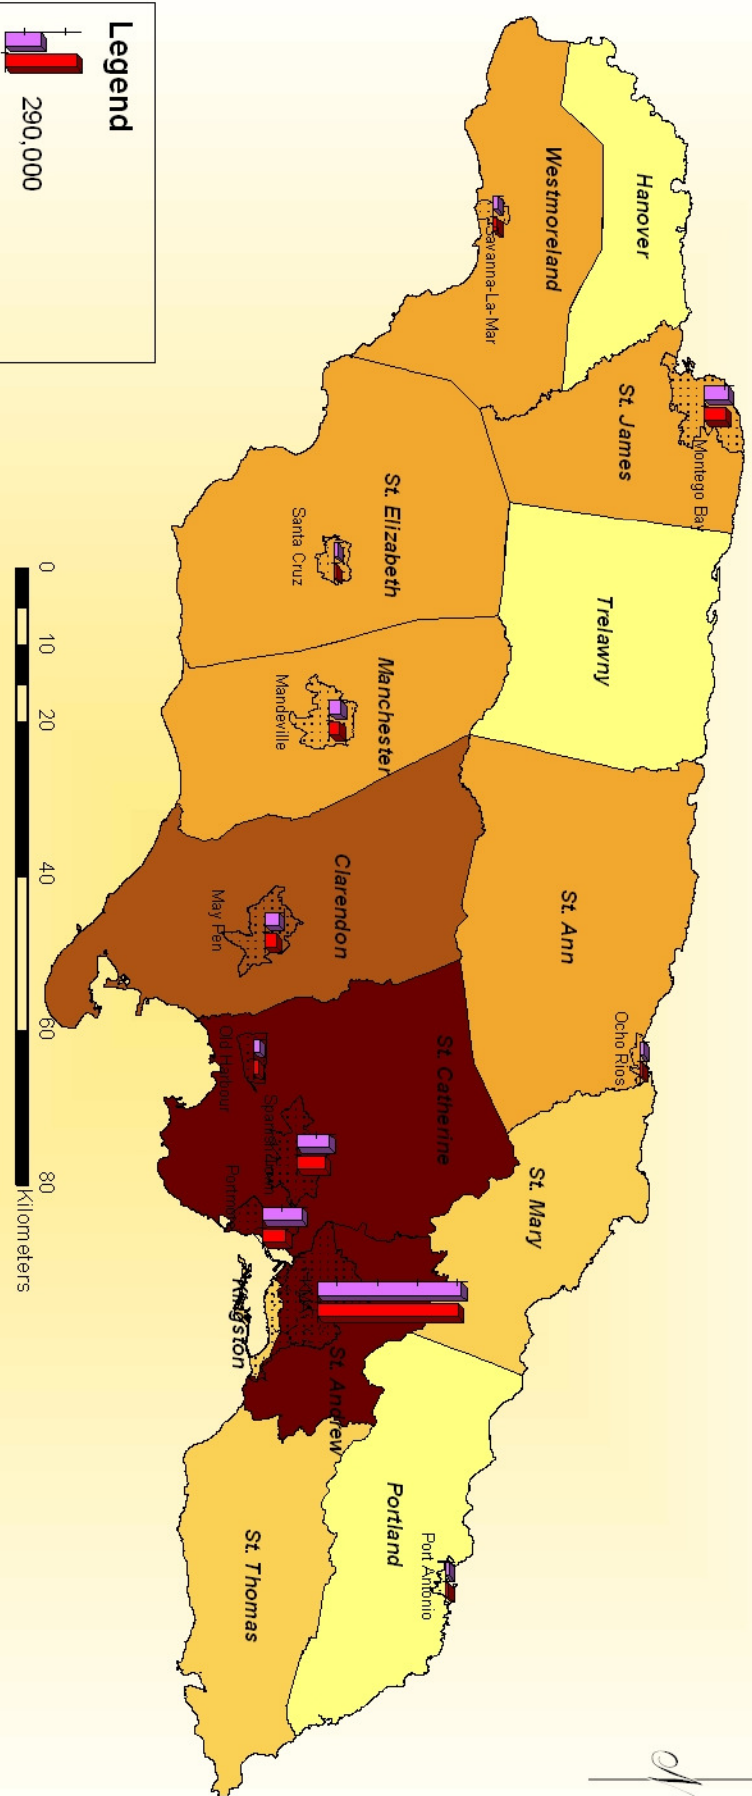 N
Hanover
Montego Bay
St. James
Westmoreland
Savanna-La-Mar
Trelawny
St. Elizabeth
Santa Cruz
Manchester
Mandeville
St. Ann
Ocho Rios
Clarendon
May Pen
St. Catherine
Old Harbour
Spanish Town
St. Mary
Kingston
St. Andrew
Portland
Port Antonio
St. Thomas
Legend
290,000
0 10 20 40 60 80
Kilometers